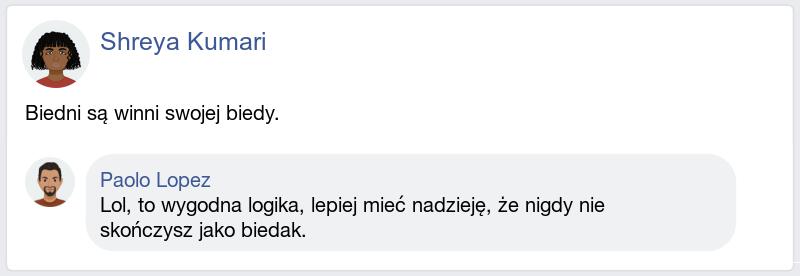 Shreya Kumari
Biedni są winni swojej biedy.
Paolo Lopez
Lol, to wygodna logika, lepiej mieć nadzieję, że nigdy nie
skończysz jako biedak.